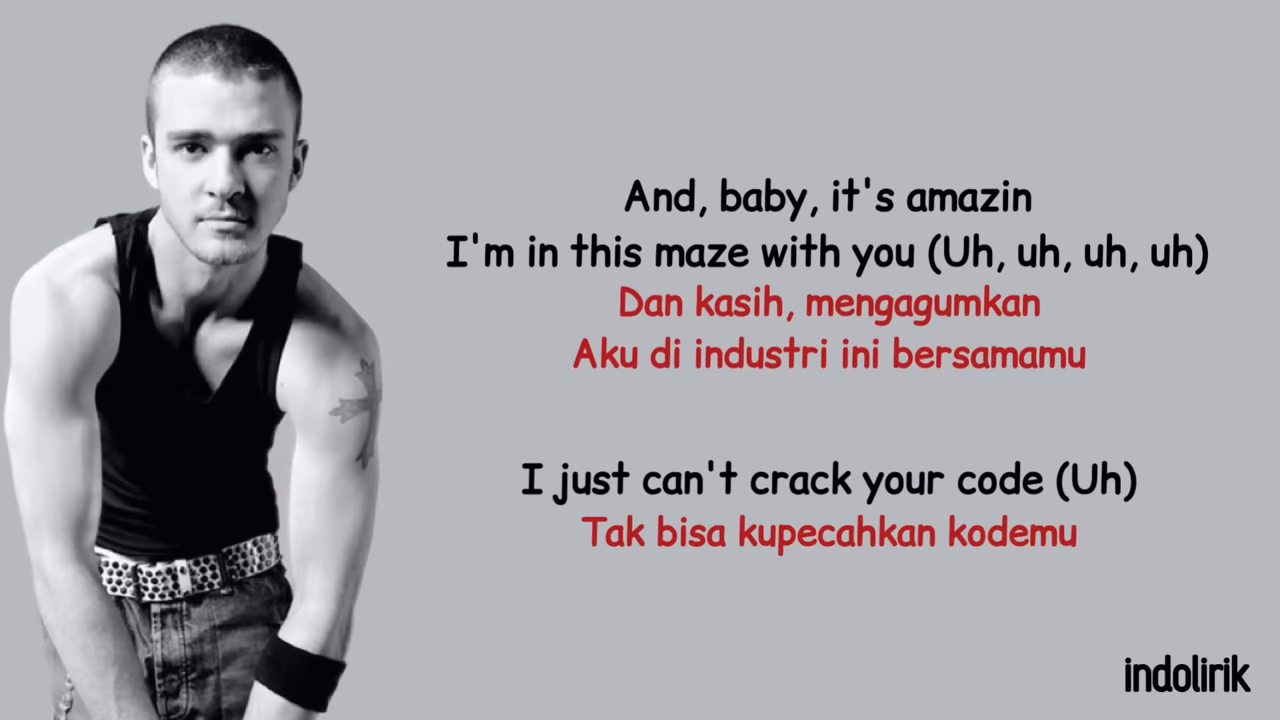 And, baby, it's amazin
I'm in this maze with you (Uh, uh, uh, uh)
Dan kasih, mengagumkan
Aku di industri ini bersamamu
I just can't crack your code (Uh)
Tak bisa kupecahkan kodemu
indolirik